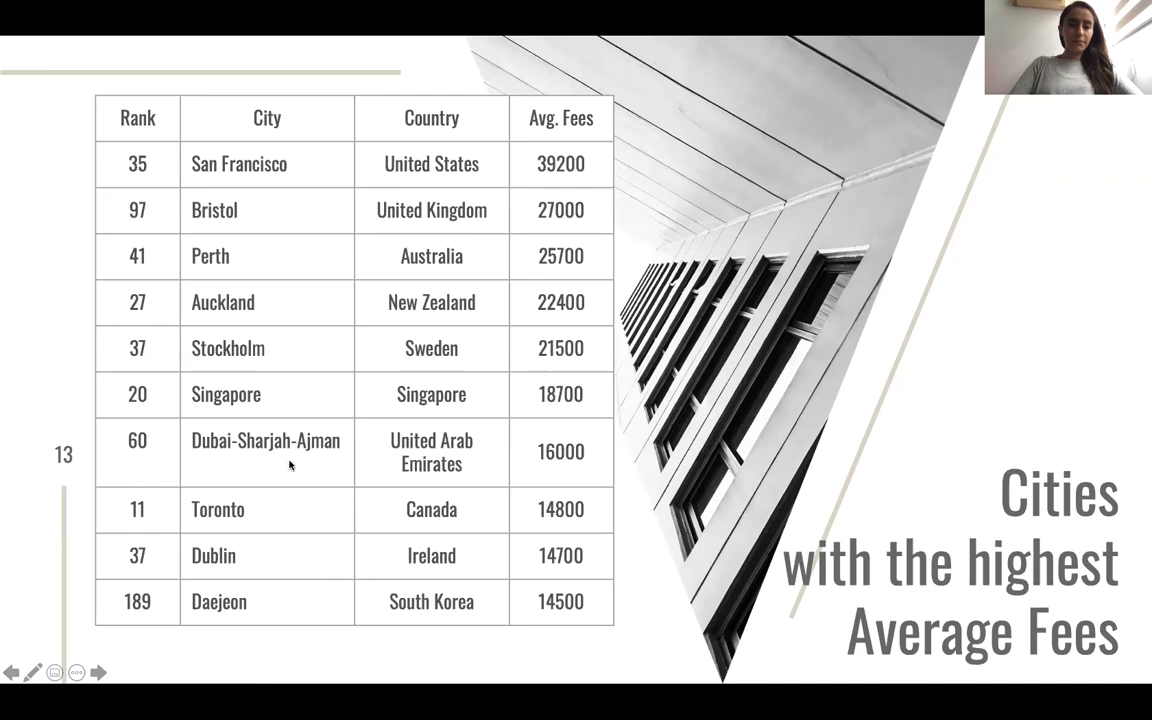 Rank City Country Avg. Fees
35 San Francisco United States 39200
97 Bristol United Kingdom 27000
41 Perth Australia 25700
27 Auckland New Zealand 22400
37 Stockholm Sweden 21500
20 Singapore Singapore 18700
60 Dubai-Sharjah-Ajman United Arab
Emirates 16000
11 Toronto Canada 14800
37 Dublin Ireland 14700
189 Daejeon South Korea 14500
13
Cities
with the highest
Average Fees